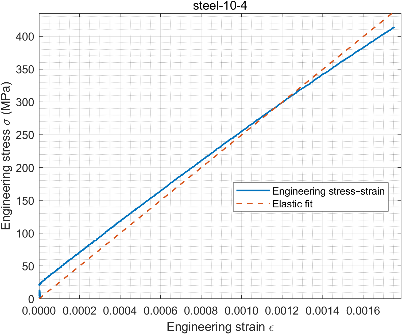 steel-10-4
Engineering stress σ (MPa)
400
350
300
250
200
150
100
50
0
Engineering stress-strain
Elastic fit
0.0000 0.0002 0.0004 0.0006 0.0008 0.0010 0.0012 0.0014 0.0016
Engineering strain ϵ